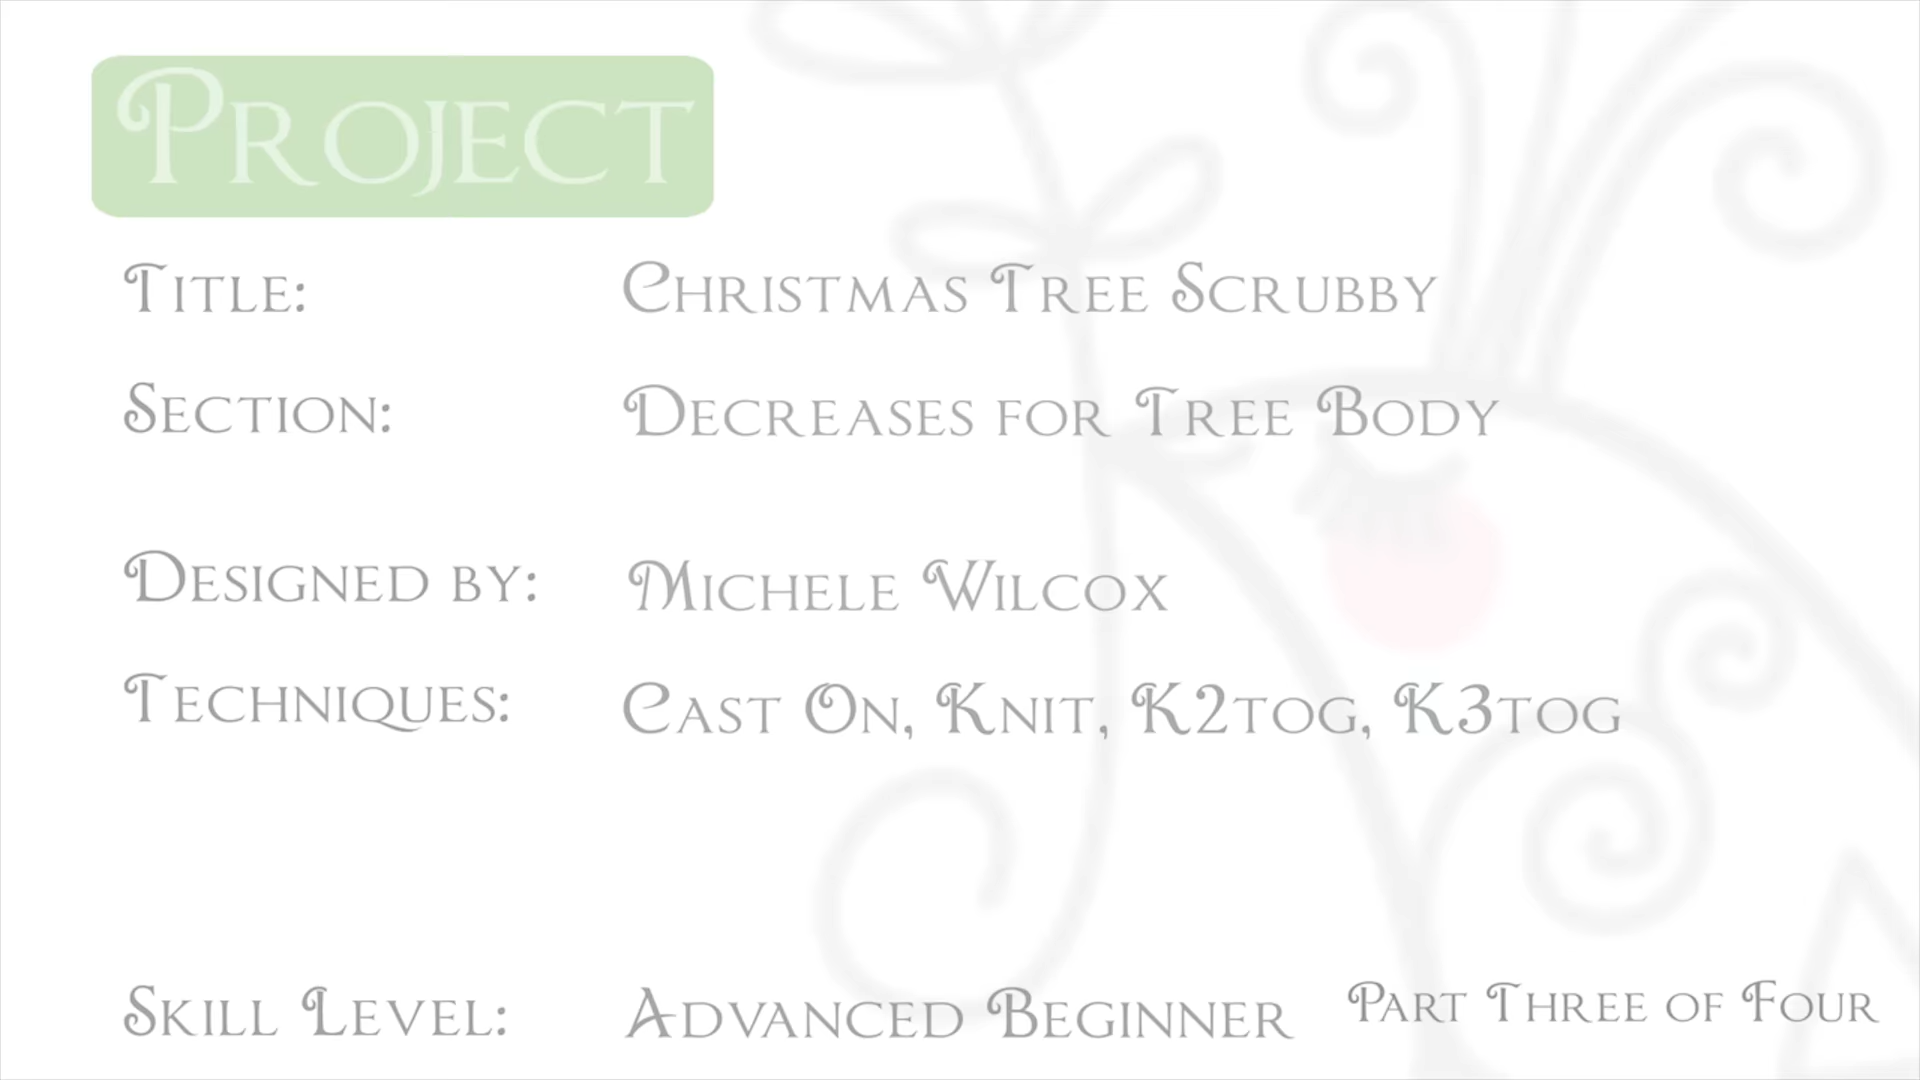 Project
Title: Christmas Tree Scrubby
Section: Decreases for Tree Body
Designed by: Michele Wilcox
Techniques: Cast On, Knit, K2tog, K3tog
Skill Level: Advanced Beginner Part Three of Four